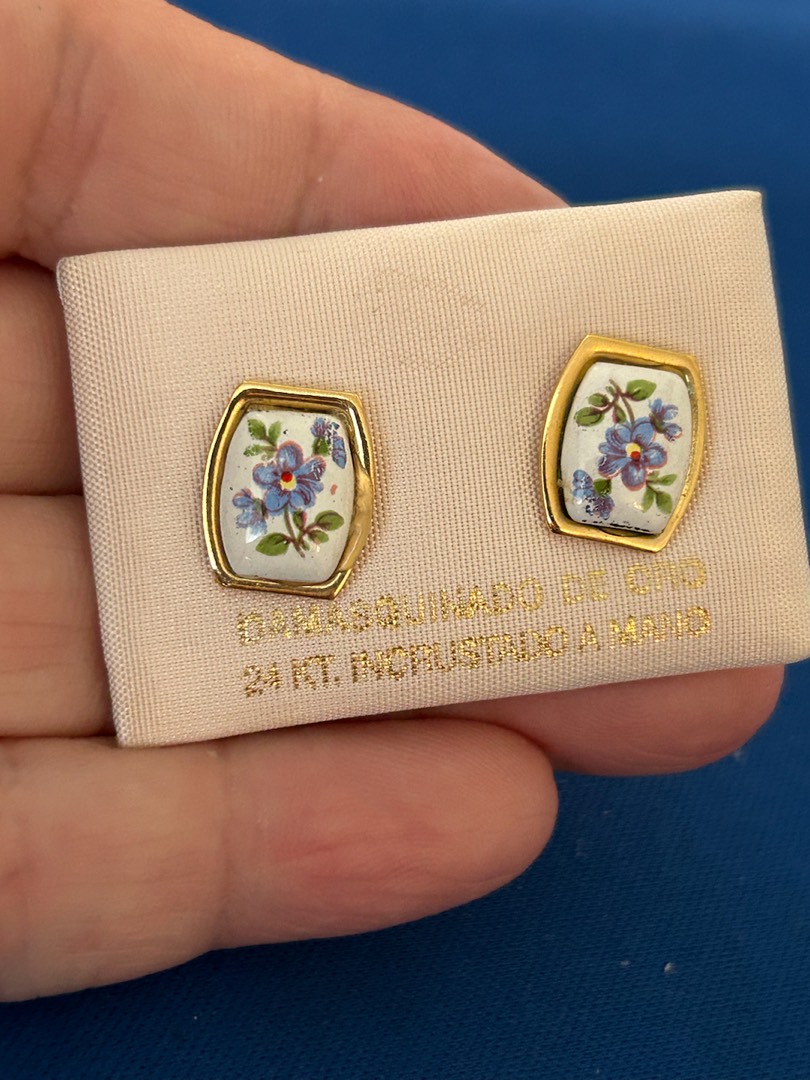 DAMASQUINADO DE ORO
24 KT. INCRUSTADO A MANO